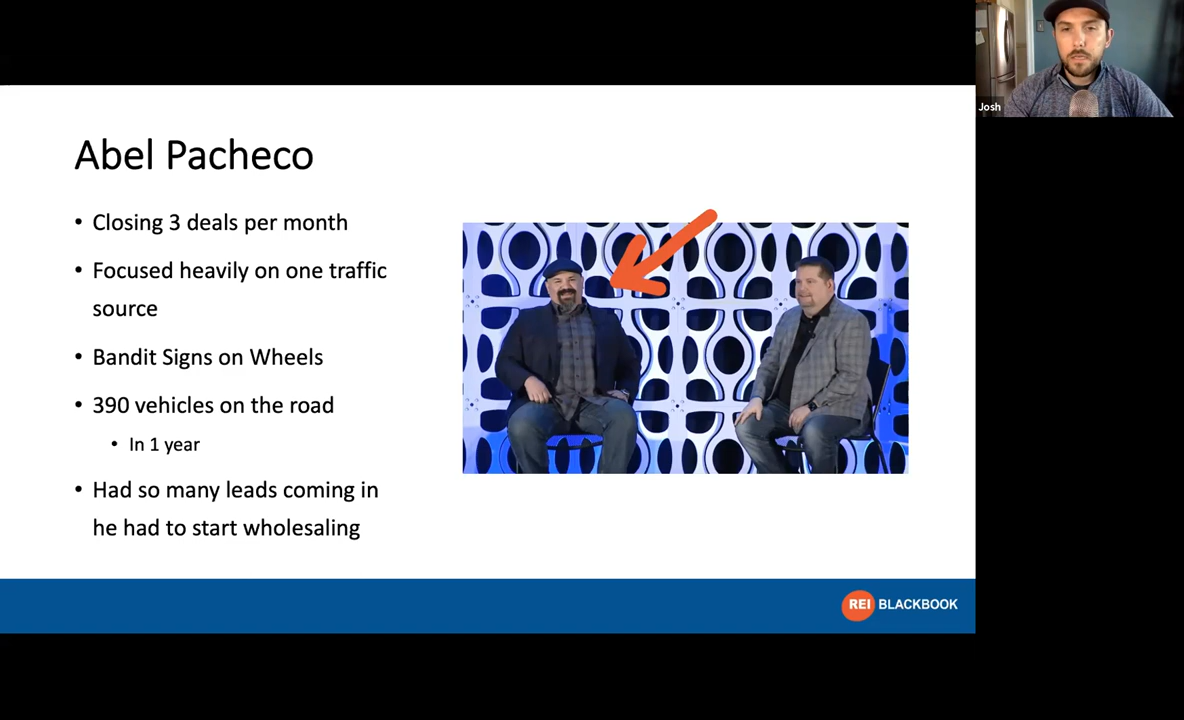 Abel Pacheco
• Closing 3 deals per month
• Focused heavily on one traffic
source
• Bandit Signs on Wheels
• 390 vehicles on the road
• In 1 year
• Had so many leads coming in
he had to start wholesaling
REI BLACKBOOK
Josh